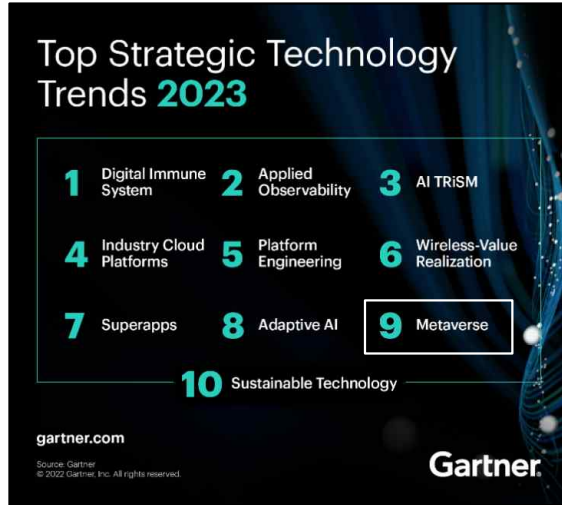 Top Strategic Technology
Trends 2023
1 Digital Immune
System
2 Applied
Observability
3 AI TRiSM
4 Industry Cloud
Platforms
5 Platform
Engineering
6 Wireless-Value
Realization
7 Superapps
8 Adaptive AI
9 Metaverse
10 Sustainable Technology
gartner.com
Source: Gartner
© 2022 Gartner, Inc. All rights reserved.
Gartner